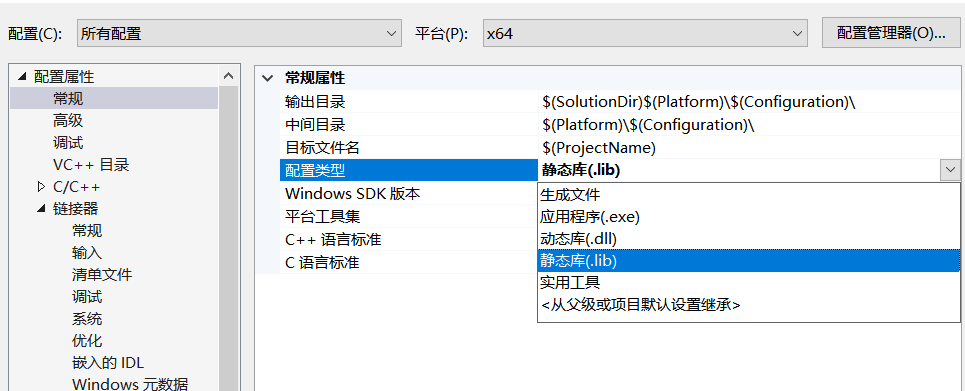 配置(C): 所有配置 平台(P): x64 配置管理器(O)...
配置属性
常规
高级
调试
VC++ 目录
C/C++
链接器
常规
输入
清单文件
调试
系统
优化
嵌入的 IDL
Windows 元数据
常规属性
输出目录 $(SolutionDir)$(Platform)\$(Configuration)\
中间目录 $(Platform)\$(Configuration)\
目标文件名 $(ProjectName)
配置类型 静态库(.lib)
Windows SDK 版本
平台工具集
C++ 语言标准
C 语言标准
生成文件
应用程序(.exe)
动态库(.dll)
静态库(.lib)
实用工具
<从父级或项目默认设置继承>